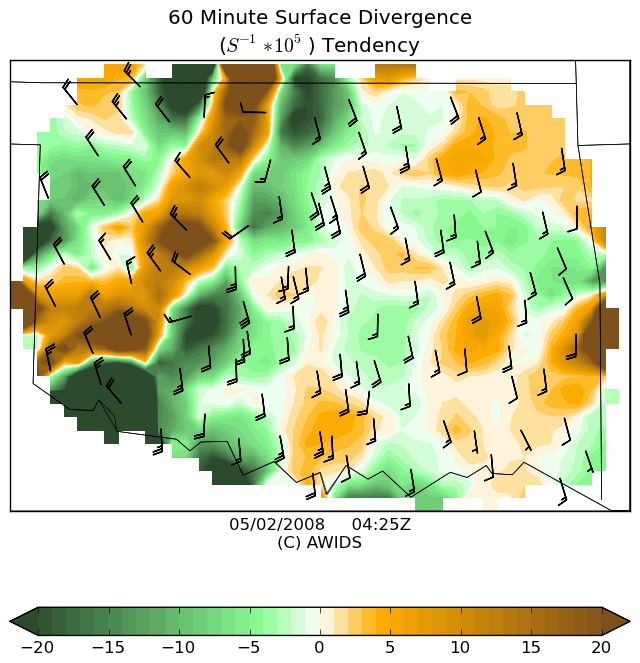 60 Minute Surface Divergence
(S⁻¹ ∗ 10⁵ ) Tendency
05/02/2008 04:25Z
(C) AWIDS
−20 −15 −10 −5 0 5 10 15 20